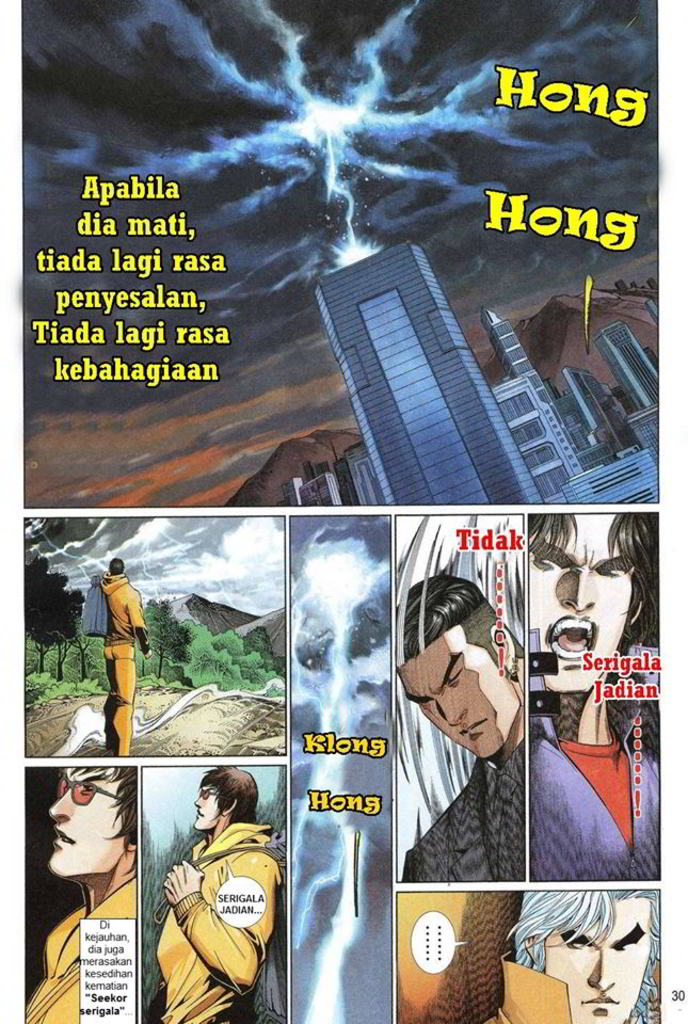 Hong
Hong
!
Apabila
dia mati,
tiada lagi rasa
penyesalan,
Tiada lagi rasa
kebahagiaan
Klong
Hong
!
Tidak
......!
Serigala
Jadian
......!
Di
kejauhan,
dia juga
merasakan
kesedihan
kematian
"Seekor
serigala"...
SERIGALA
JADIAN...
......
30